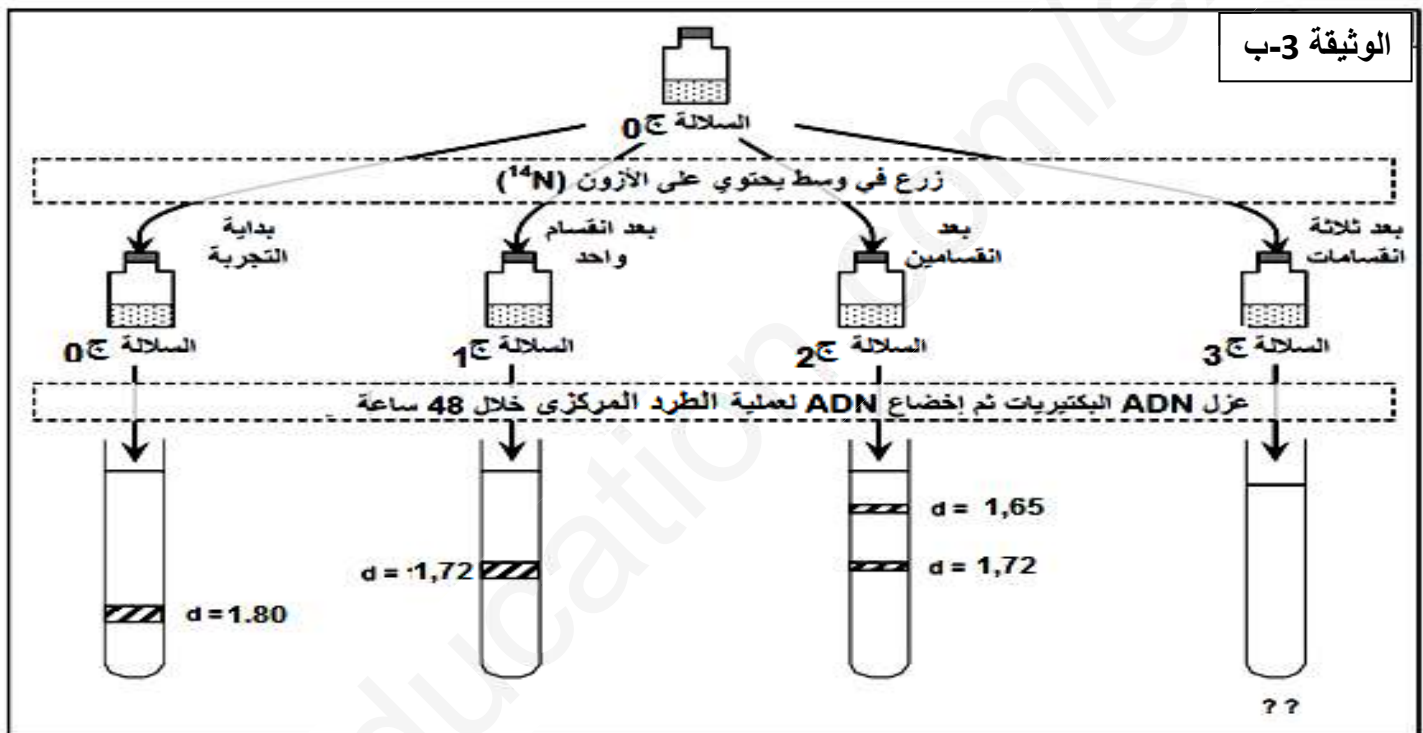 الوثيقة 3-ب
السلالة ج0
زرع في وسط يحتوي على الأزون (¹⁴N)
بداية
التجربة
بعد انقسام
واحد
بعد
انقسامين
بعد ثلاثة
انقسامات
السلالة ج0
السلالة ج1
السلالة ج2
السلالة ج3
عزل ADN البكتيريات ثم إخضاع ADN لعملية الطرد المركزي خلال 48 ساعة
d = 1.80
d = 1,72
d = 1,65
d = 1,72
? ?